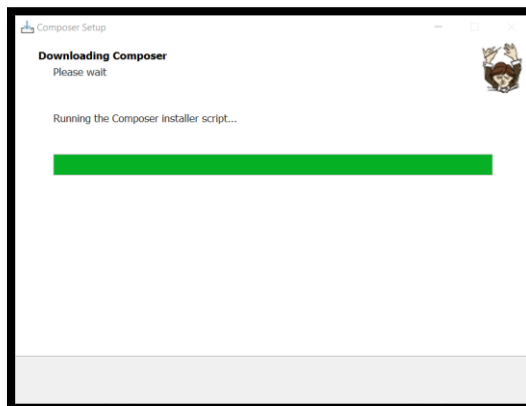 Composer Setup
Downloading Composer
Please wait
Running the Composer installer script...